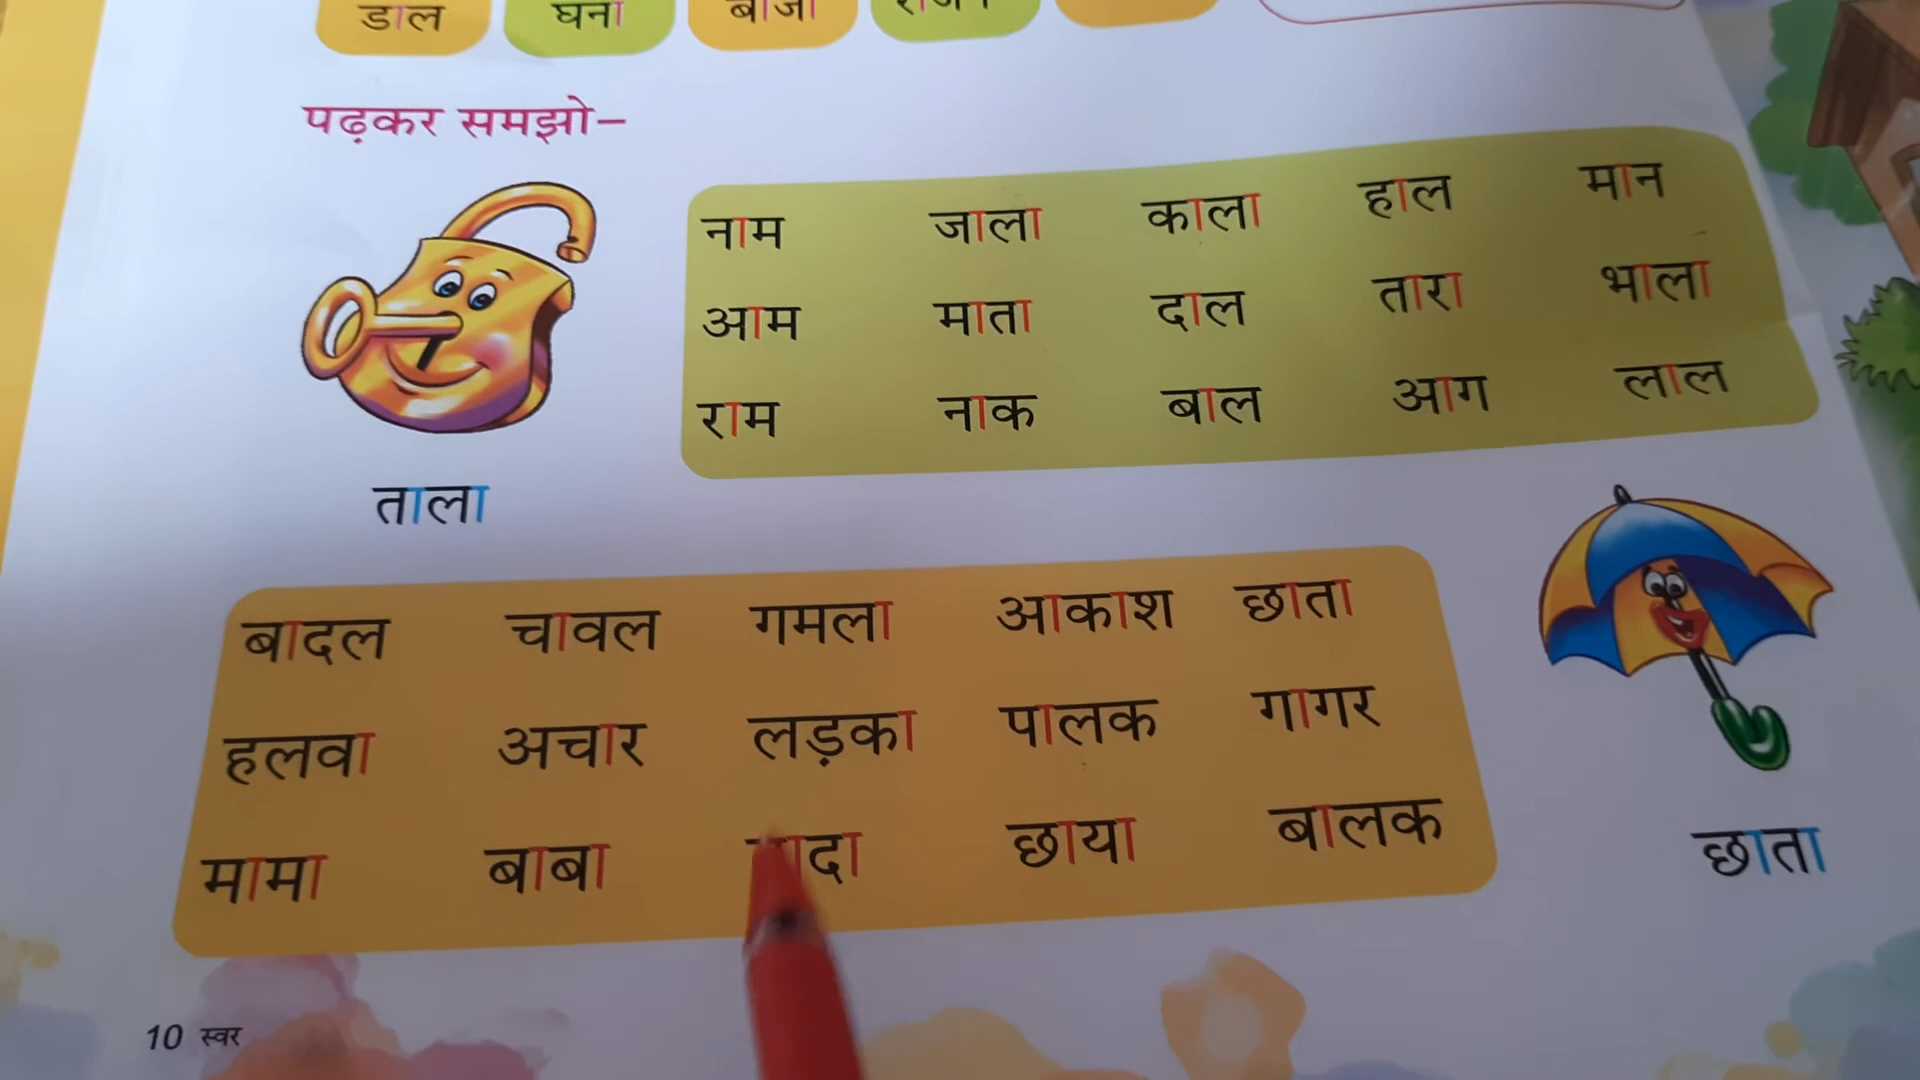 डाल घना बाजा
पढ़कर समझो–
नाम जाला काला हाल मान
आम माता दाल तारा भाला
राम नाक बाल आग लाल
ताला
बादल चावल गमला आकाश छाता
हलवा अचार लड़का पालक गागर
मामा बाबा छाया बालक
छाता
10 स्वर